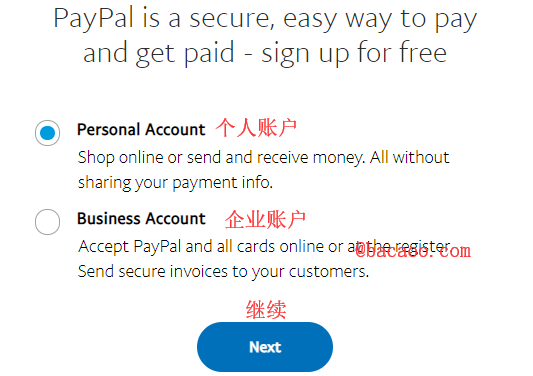 PayPal is a secure, easy way to pay
and get paid - sign up for free
Personal Account 个人账户
Shop online or send and receive money. All without
sharing your payment info.
Business Account 企业账户
Accept PayPal and all cards online or at the register.
@bacaoo.com
Send secure invoices to your customers.
继续
Next